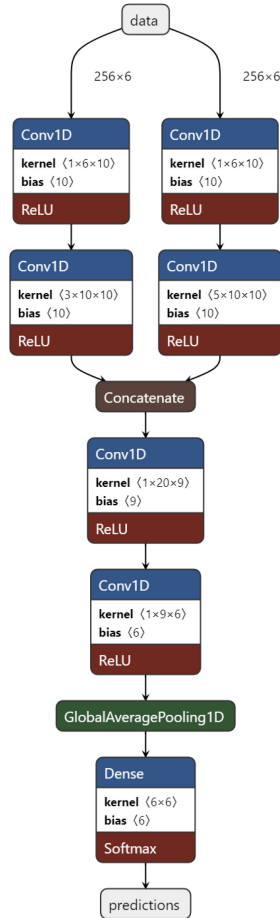 data
256×6
256×6
Conv1D
kernel ⟨1×6×10⟩
bias ⟨10⟩
ReLU
Conv1D
kernel ⟨1×6×10⟩
bias ⟨10⟩
ReLU
Conv1D
kernel ⟨3×10×10⟩
bias ⟨10⟩
ReLU
Conv1D
kernel ⟨5×10×10⟩
bias ⟨10⟩
ReLU
Concatenate
Conv1D
kernel ⟨1×20×9⟩
bias ⟨9⟩
ReLU
Conv1D
kernel ⟨1×9×6⟩
bias ⟨6⟩
ReLU
GlobalAveragePooling1D
Dense
kernel ⟨6×6⟩
bias ⟨6⟩
Softmax
predictions